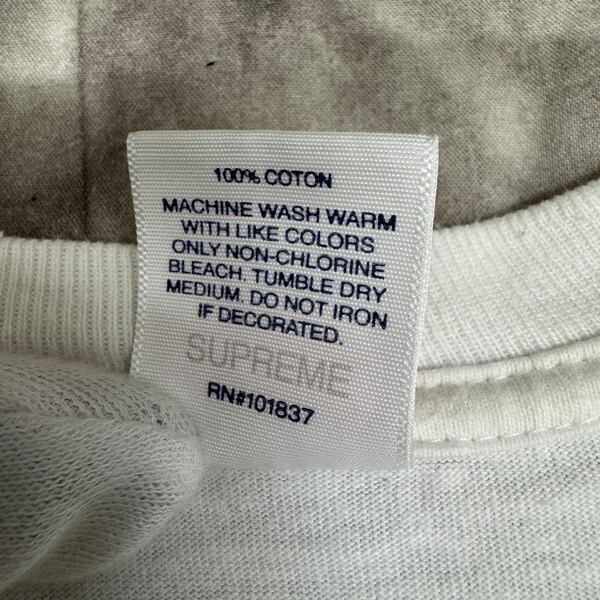 100% COTON
MACHINE WASH WARM
WITH LIKE COLORS
ONLY NON-CHLORINE
BLEACH. TUMBLE DRY
MEDIUM. DO NOT IRON
IF DECORATED.
SUPREME
RN#101837